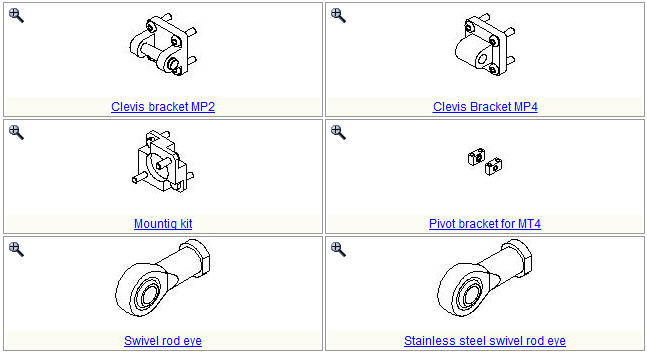 Clevis bracket MP2
Clevis Bracket MP4
Mountiq kit
Pivot bracket for MT4
Swivel rod eye
Stainless steel swivel rod eye